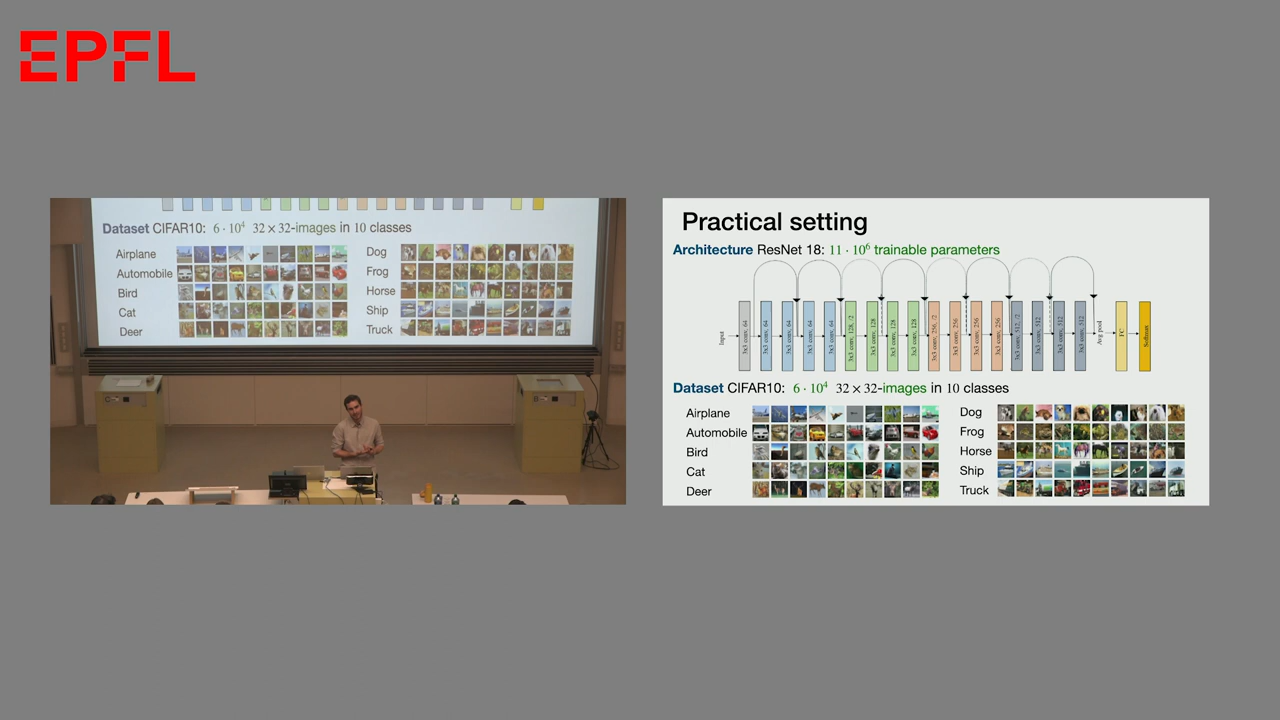 EPFL
Dataset CIFAR10: 6 · 10⁴ 32 × 32-images in 10 classes
Airplane
Automobile
Bird
Cat
Deer
Dog
Frog
Horse
Ship
Truck
Practical setting
Architecture ResNet 18: 11 · 10⁶ trainable parameters
Input
3x3 conv, 64
3x3 conv, 64
3x3 conv, 64
3x3 conv, 64
3x3 conv, 64
3x3 conv, 128, /2
3x3 conv, 128
3x3 conv, 128
3x3 conv, 128
3x3 conv, 256, /2
3x3 conv, 256
3x3 conv, 256
3x3 conv, 256
3x3 conv, 512, /2
3x3 conv, 512
3x3 conv, 512
3x3 conv, 512
Avg pool
FC
Softmax
Dataset CIFAR10: 6 · 10⁴ 32 × 32-images in 10 classes
Airplane
Automobile
Bird
Cat
Deer
Dog
Frog
Horse
Ship
Truck